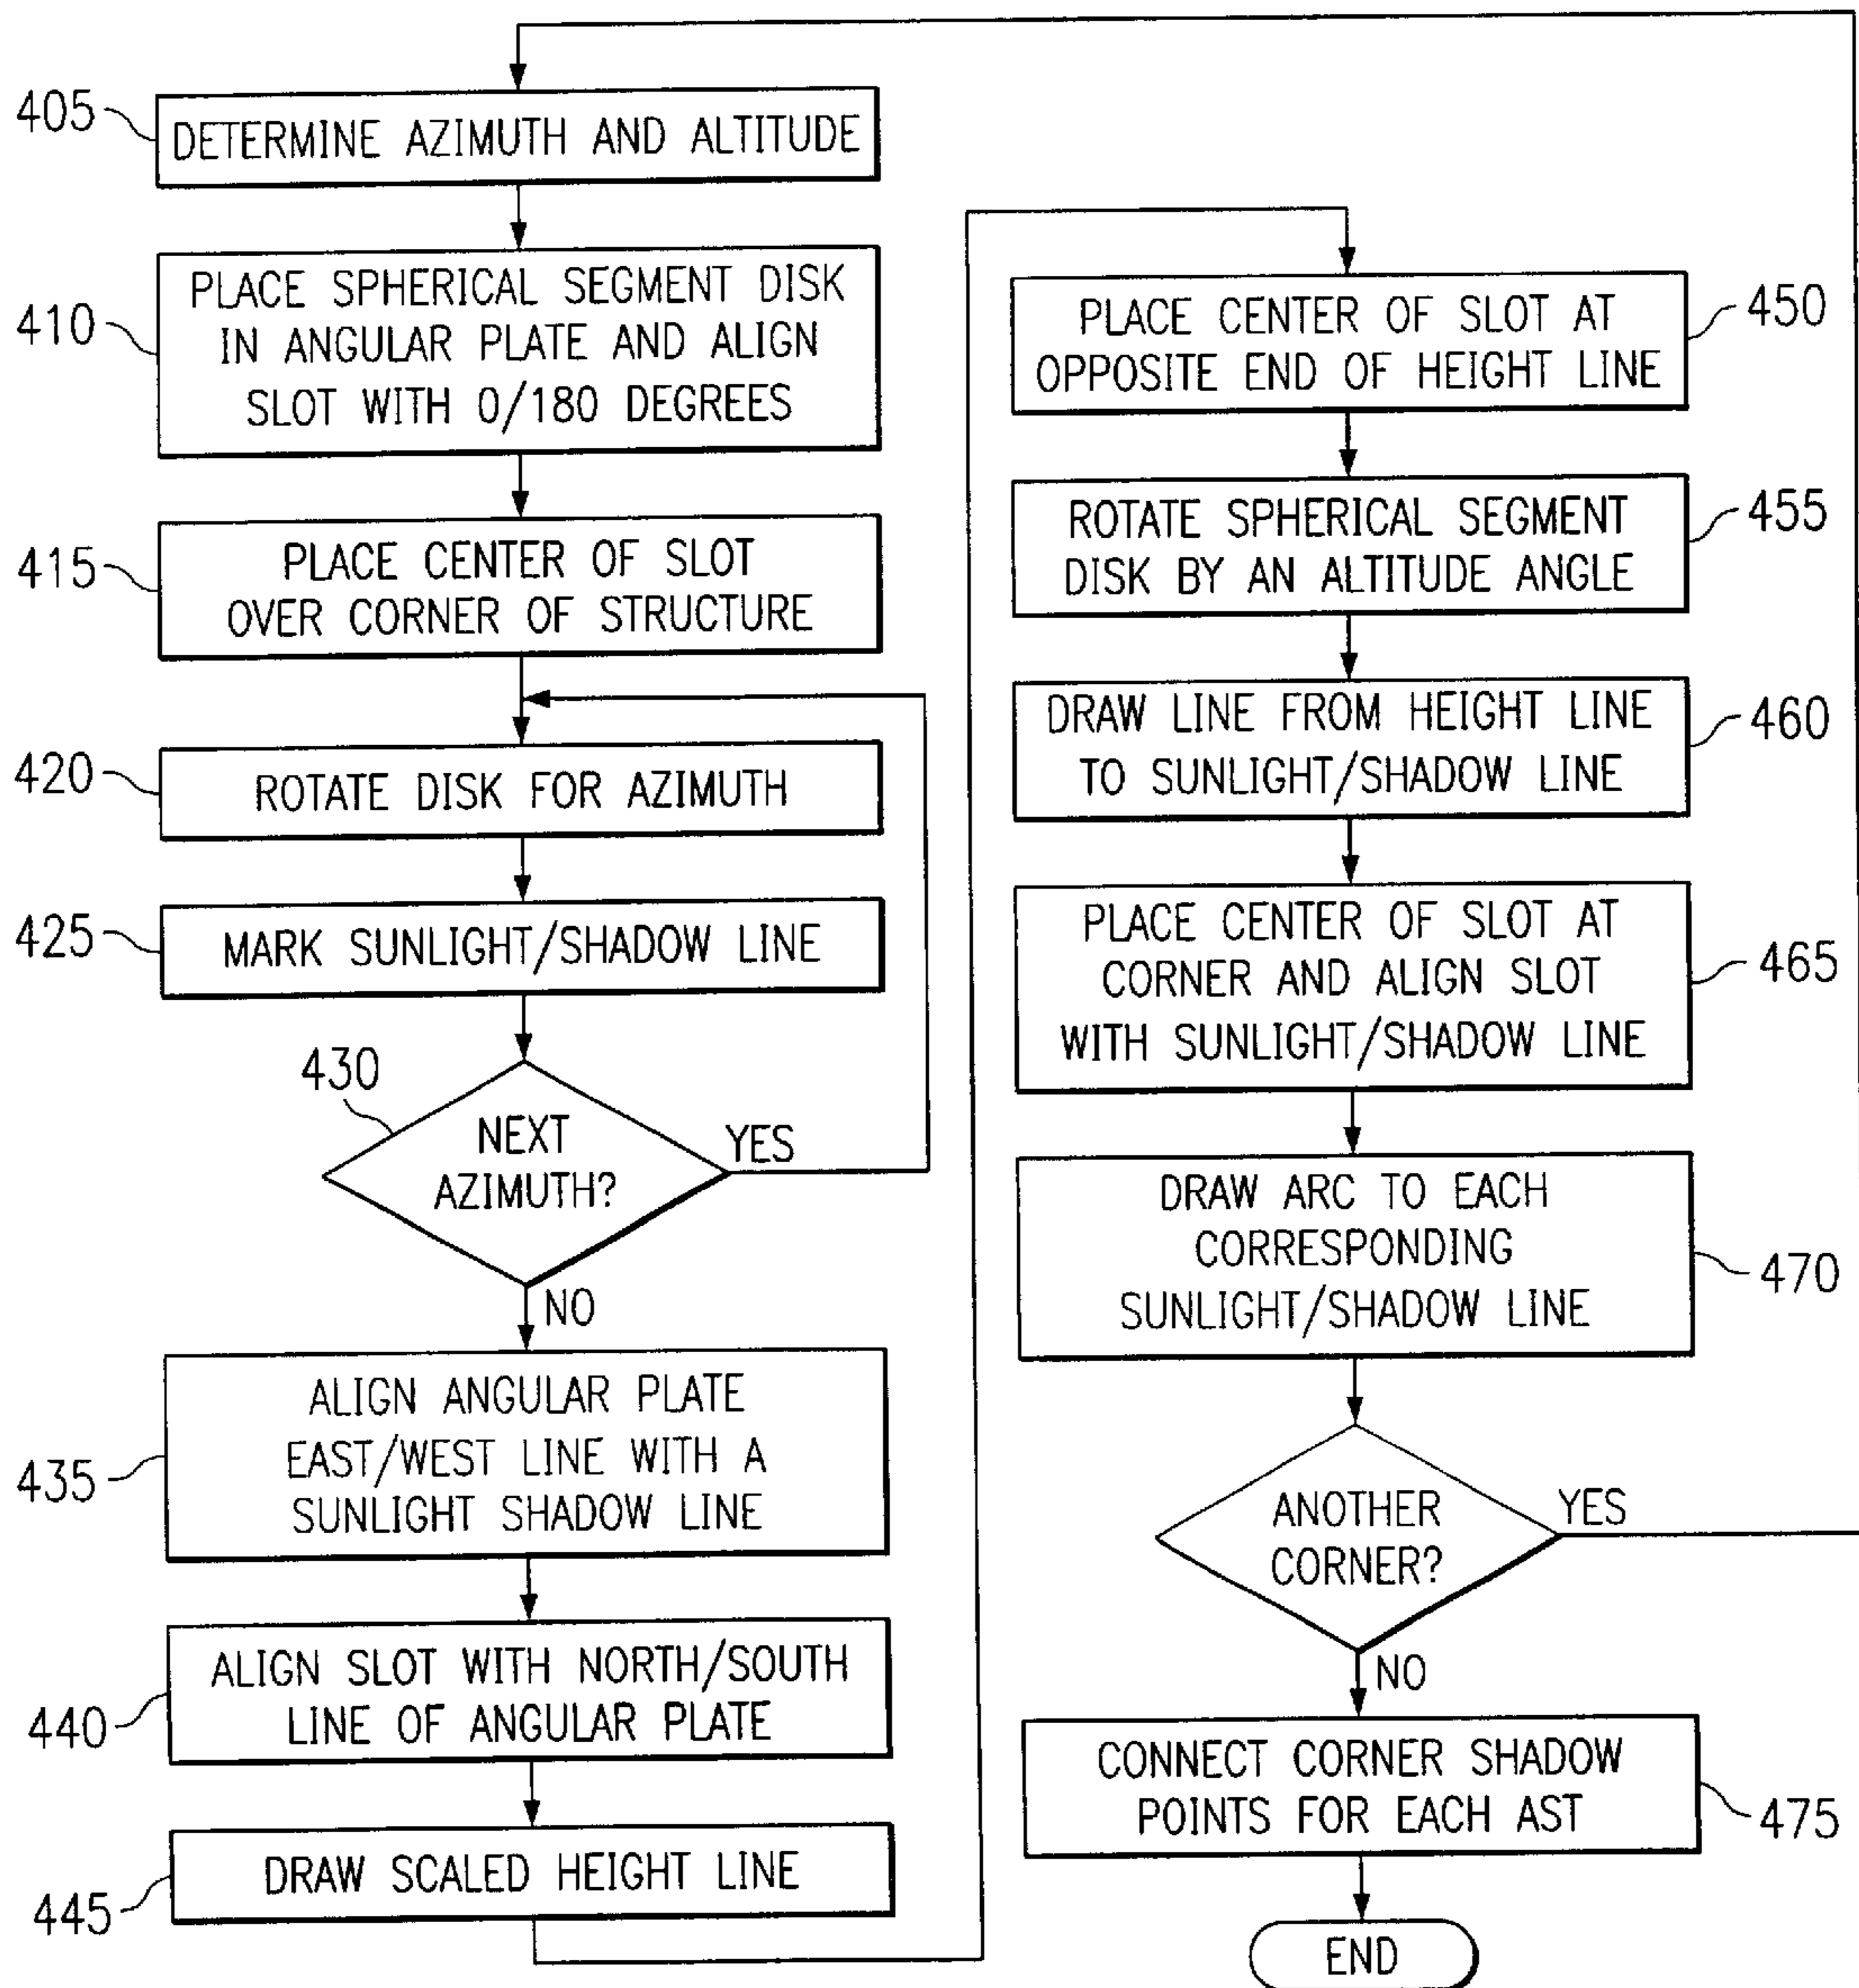 405
DETERMINE AZIMUTH AND ALTITUDE
410
PLACE SPHERICAL SEGMENT DISK
IN ANGULAR PLATE AND ALIGN
SLOT WITH 0/180 DEGREES
415
PLACE CENTER OF SLOT
OVER CORNER OF STRUCTURE
420
ROTATE DISK FOR AZIMUTH
425
MARK SUNLIGHT/SHADOW LINE
430
NEXT
AZIMUTH?
YES
NO
435
ALIGN ANGULAR PLATE
EAST/WEST LINE WITH A
SUNLIGHT SHADOW LINE
440
ALIGN SLOT WITH NORTH/SOUTH
LINE OF ANGULAR PLATE
445
DRAW SCALED HEIGHT LINE
450
PLACE CENTER OF SLOT AT
OPPOSITE END OF HEIGHT LINE
455
ROTATE SPHERICAL SEGMENT
DISK BY AN ALTITUDE ANGLE
460
DRAW LINE FROM HEIGHT LINE
TO SUNLIGHT/SHADOW LINE
465
PLACE CENTER OF SLOT AT
CORNER AND ALIGN SLOT
WITH SUNLIGHT/SHADOW LINE
470
DRAW ARC TO EACH
CORRESPONDING
SUNLIGHT/SHADOW LINE
ANOTHER
CORNER?
YES
NO
475
CONNECT CORNER SHADOW
POINTS FOR EACH AST
END